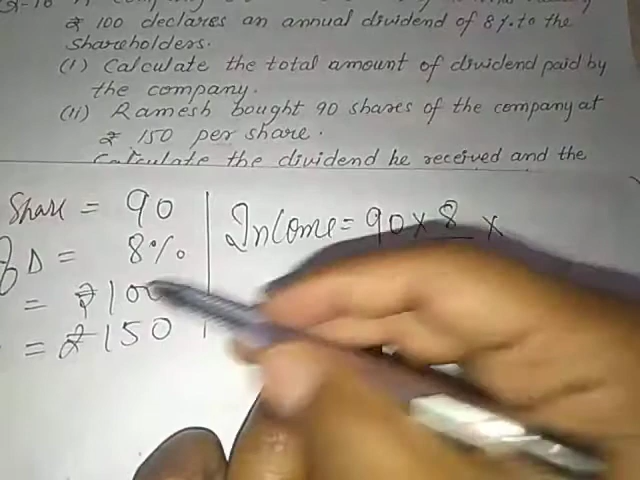 ₹ 100 declares an annual dividend of 8% to the
shareholders.
(i) Calculate the total amount of dividend paid by
the company.
(ii) Ramesh bought 90 shares of the company at
₹ 150 per share.
Calculate the dividend he received and the
Share = 90
D = 8%
= ₹100
= ₹150
Income = 90 × 8 ×